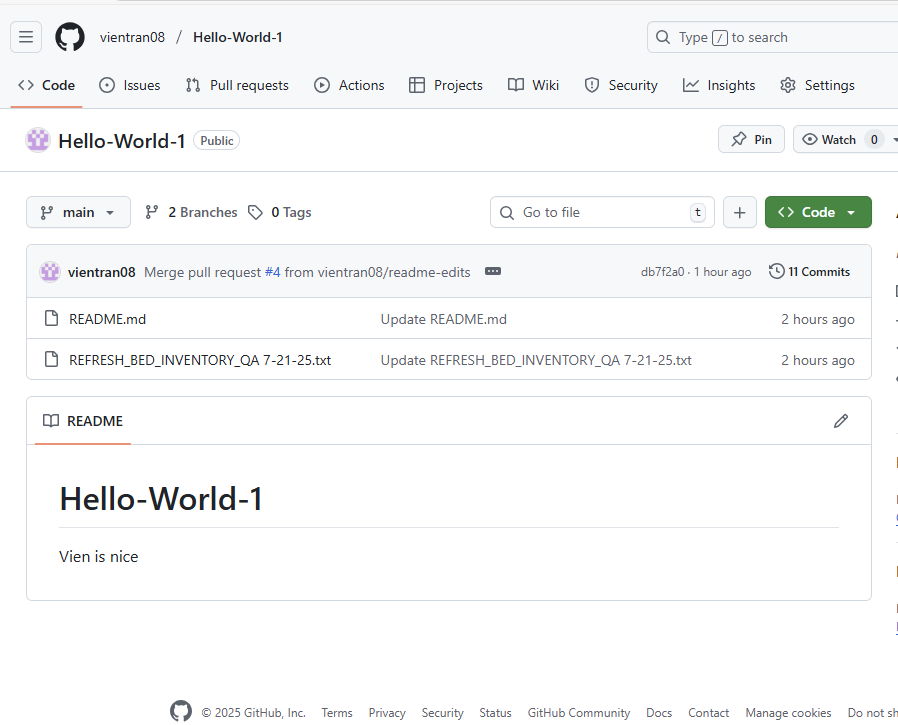 vientran08 / Hello-World-1 Type / to search
Code Issues Pull requests Actions Projects Wiki Security Insights Settings
Hello-World-1 Public Pin Watch 0
main 2 Branches 0 Tags Go to file t Code
vientran08 Merge pull request #4 from vientran08/readme-edits db7f2a0 · 1 hour ago 11 Commits
README.md Update README.md 2 hours ago
REFRESH_BED_INVENTORY_QA 7-21-25.txt Update REFRESH_BED_INVENTORY_QA 7-21-25.txt 2 hours ago
README
Hello-World-1
Vien is nice
© 2025 GitHub, Inc. Terms Privacy Security Status GitHub Community Docs Contact Manage cookies Do not